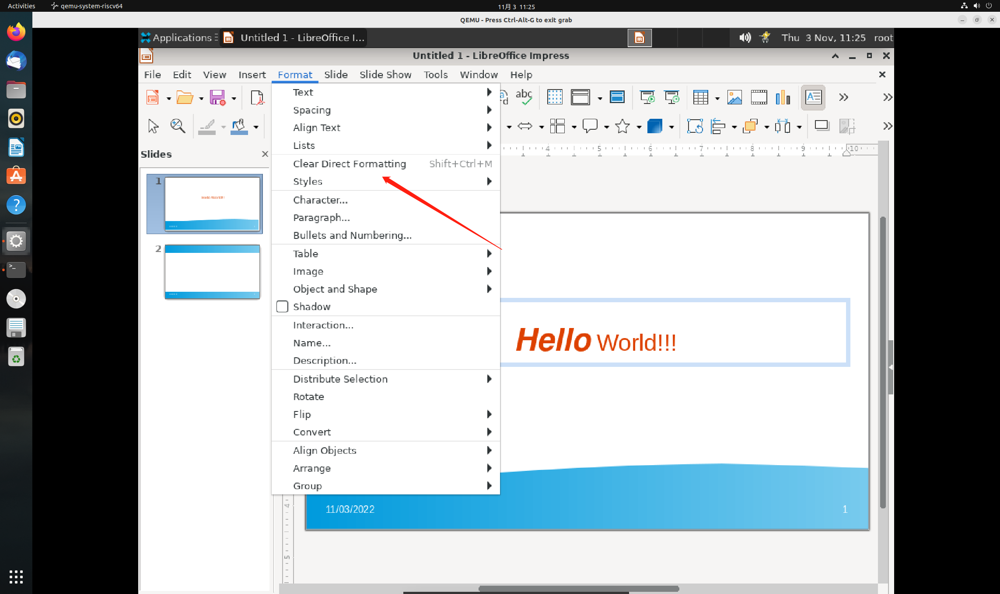 Activities
qemu-system-riscv64
11月 3 11:25
QEMU - Press Ctrl-Alt-G to exit grab
Applications
Untitled 1 - LibreOffice I...
Thu 3 Nov, 11:25 root
Untitled 1 - LibreOffice Impress
File Edit View Insert Format Slide Slide Show Tools Window Help
abc
Slides
4 5 6 7 8 9 10
1
Hello World!!!
2
Text
Spacing
Align Text
Lists
Clear Direct Formatting Shift+Ctrl+M
Styles
Character...
Paragraph...
Bullets and Numbering...
Table
Image
Object and Shape
Shadow
Interaction...
Name...
Description...
Distribute Selection
Rotate
Flip
Convert
Align Objects
Arrange
Group
Hello World!!!
11/03/2022
1
4
5